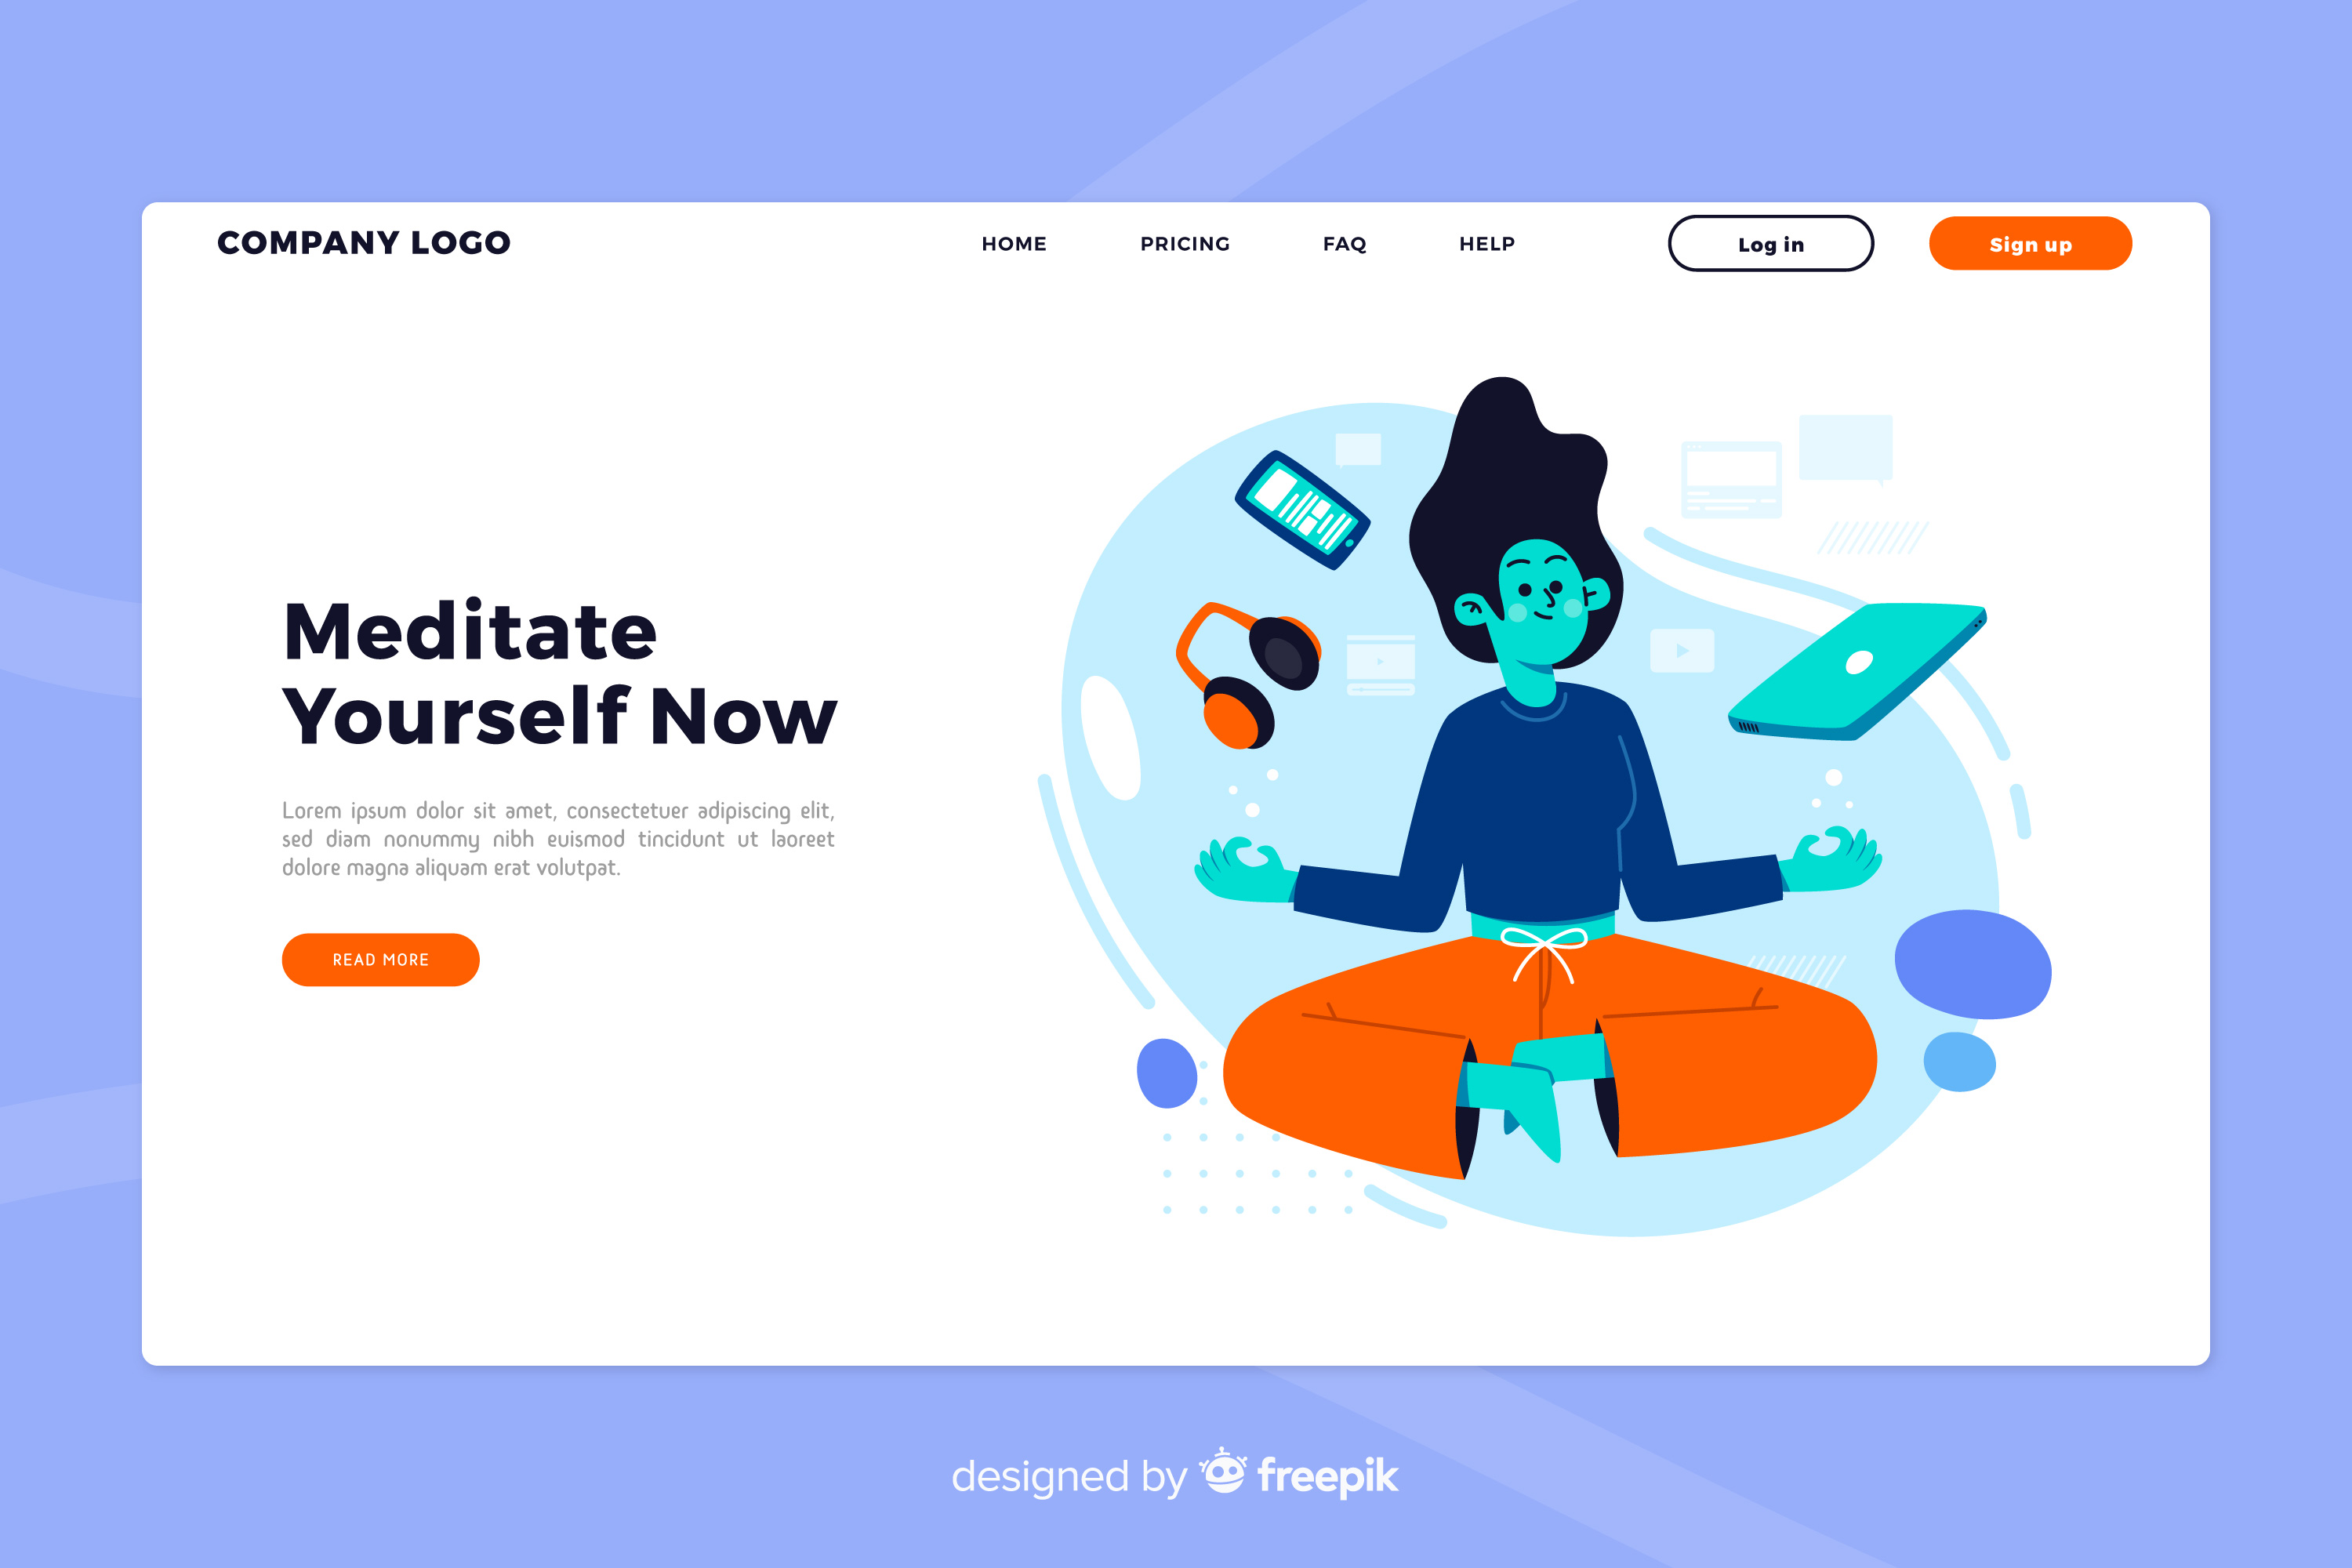 COMPANY LOGO
HOME PRICING FAQ HELP Log in Sign up
Meditate
Yourself Now
Lorem ipsum dolor sit amet, consectetuer adipiscing elit,
sed diam nonummy nibh euismod tincidunt ut laoreet
dolore magna aliquam erat volutpat.
READ MORE
designed by freepik